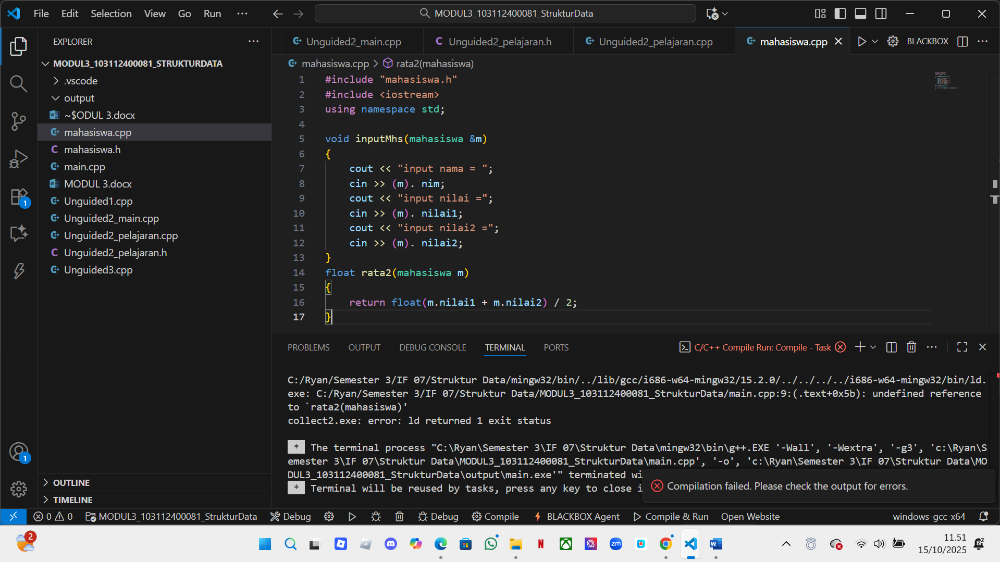 File Edit Selection View Go Run ··· MODUL3_103112400081_StrukturData
EXPLORER ···
MODUL3_103112400081_STRUKTURDATA
.vscode
output
~$ODUL 3.docx
mahasiswa.cpp
mahasiswa.h
main.cpp
MODUL 3.docx
Unguided1.cpp
Unguided2_main.cpp
Unguided2_pelajaran.cpp
Unguided2_pelajaran.h
Unguided3.cpp
1
1
OUTLINE
TIMELINE
Unguided2_main.cpp Unguided2_pelajaran.h Unguided2_pelajaran.cpp mahasiswa.cpp BLACKBOX ···
mahasiswa.cpp > rata2(mahasiswa)
1 #include "mahasiswa.h"
2 #include <iostream>
3 using namespace std;
4
5 void inputMhs(mahasiswa &m)
6 {
7 cout << "input nama = ";
8 cin >> (m). nim;
9 cout << "input nilai =";
10 cin >> (m). nilai1;
11 cout << "input nilai2 =";
12 cin >> (m). nilai2;
13 }
14 float rata2(mahasiswa m)
15 {
16 return float(m.nilai1 + m.nilai2) / 2;
17 }
PROBLEMS OUTPUT DEBUG CONSOLE TERMINAL PORTS C/C++ Compile Run: Compile - Task ···
C:/Ryan/Semester 3/IF 07/Struktur Data/mingw32/bin/../lib/gcc/i686-w64-mingw32/15.2.0/../../../../i686-w64-mingw32/bin/ld.
exe: C:/Ryan/Semester 3/IF 07/Struktur Data/MODUL3_103112400081_StrukturData/main.cpp:9:(.text+0x5b): undefined reference
to `rata2(mahasiswa)'
collect2.exe: error: ld returned 1 exit status
* The terminal process "C:\Ryan\Semester 3\IF 07\Struktur Data\mingw32\bin\g++.EXE '-Wall', '-Wextra', '-g3', 'c:\Ryan\S
emester 3\IF 07\Struktur Data\MODUL3_103112400081_StrukturData\main.cpp', '-o', 'c:\Ryan\Semester 3\IF 07\Struktur Data\MO
DUL3_103112400081_StrukturData\output\main.exe'" terminated wi
* Terminal will be reused by tasks, press any key to close i
Compilation failed. Please check the output for errors.
0 0 MODUL3_103112400081_StrukturData Debug Debug Compile BLACKBOX Agent Compile & Run Open Website windows-gcc-x64
2
N
zm
W
11.51
15/10/2025